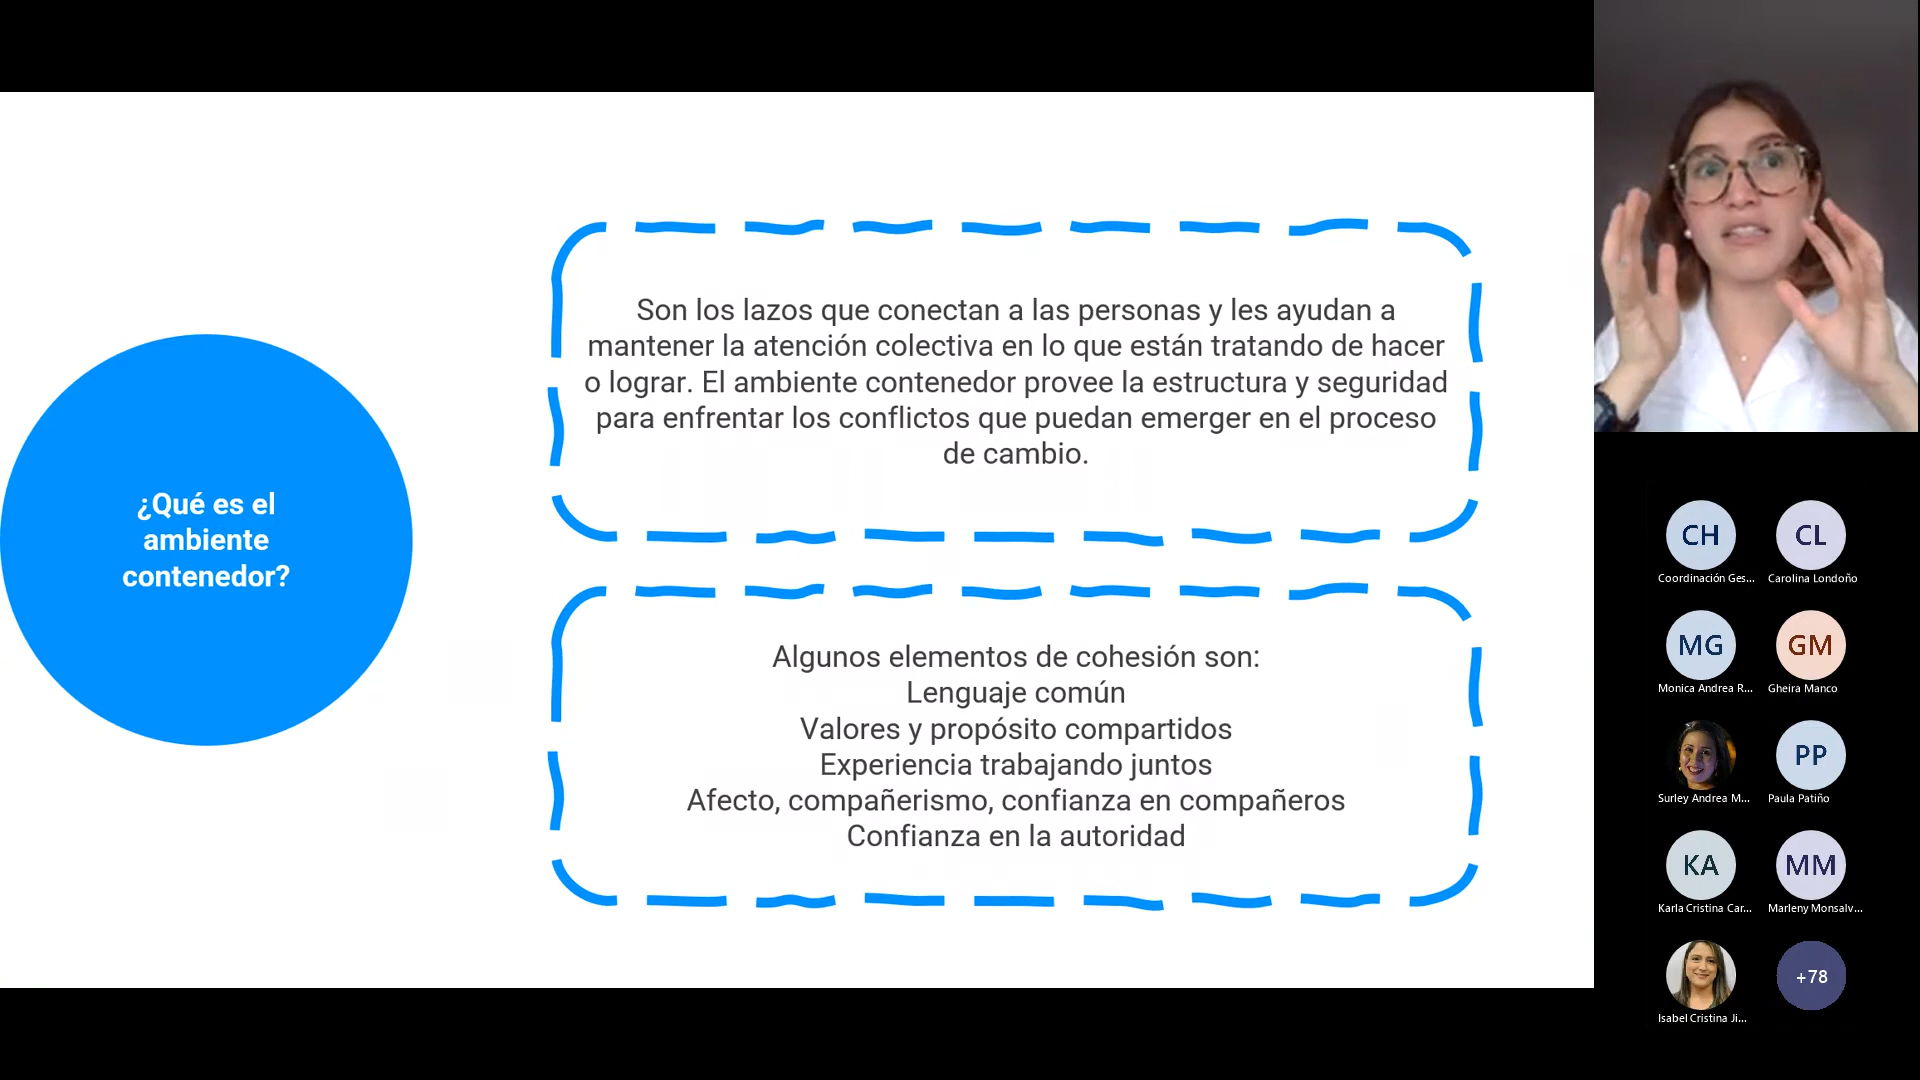 ¿Qué es el
ambiente
contenedor?
Son los lazos que conectan a las personas y les ayudan a
mantener la atención colectiva en lo que están tratando de hacer
o lograr. El ambiente contenedor provee la estructura y seguridad
para enfrentar los conflictos que puedan emerger en el proceso
de cambio.
Algunos elementos de cohesión son:
Lenguaje común
Valores y propósito compartidos
Experiencia trabajando juntos
Afecto, compañerismo, confianza en compañeros
Confianza en la autoridad
CH
CL
Coordinación Ges...
Carolina Londoño
MG
GM
Monica Andrea R...
Gheira Manco
PP
Surley Andrea M...
Paula Patiño
KA
MM
Karla Cristina Car...
Marleny Monsalv...
+78
Isabel Cristina Ji...